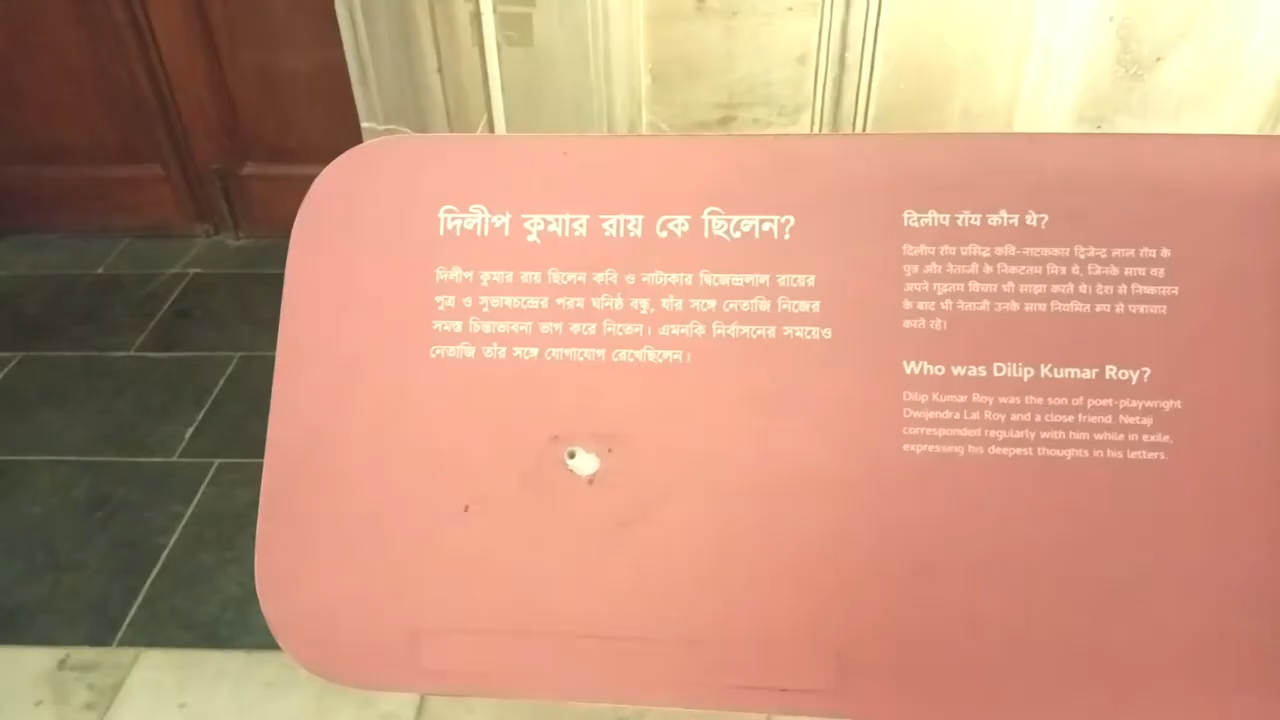 দিলীপ কুমার রায় কে ছিলেন?
দিলীপ কুমার রায় ছিলেন কবি ও নাট্যকার দ্বিজেন্দ্রলাল রায়ের
পুত্র ও সুভাষচন্দ্রের পরম ঘনিষ্ঠ বন্ধু, যাঁর সঙ্গে নেতাজি নিজের
সমস্ত চিন্তাভাবনা ভাগ করে নিতেন। এমনকি নির্বাসনের সময়েও
নেতাজি তাঁর সঙ্গে যোগাযোগ রেখেছিলেন।
दिलीप रॉय कौन थे?
दिलीप रॉय प्रसिद्ध कवि-नाटककार द्विजेन्द्र लाल रॉय के
पुत्र और नेताजी के निकटतम मित्र थे, जिनके साथ वह
अपने गूढ़तम विचार भी साझा करते थे। देश से निष्कासन
के बाद भी नेताजी उनके साथ नियमित रूप से पत्राचार
करते रहे।
Who was Dilip Kumar Roy?
Dilip Kumar Roy was the son of poet-playwright
Dwijendra Lal Roy and a close friend. Netaji
corresponded regularly with him while in exile,
expressing his deepest thoughts in his letters.